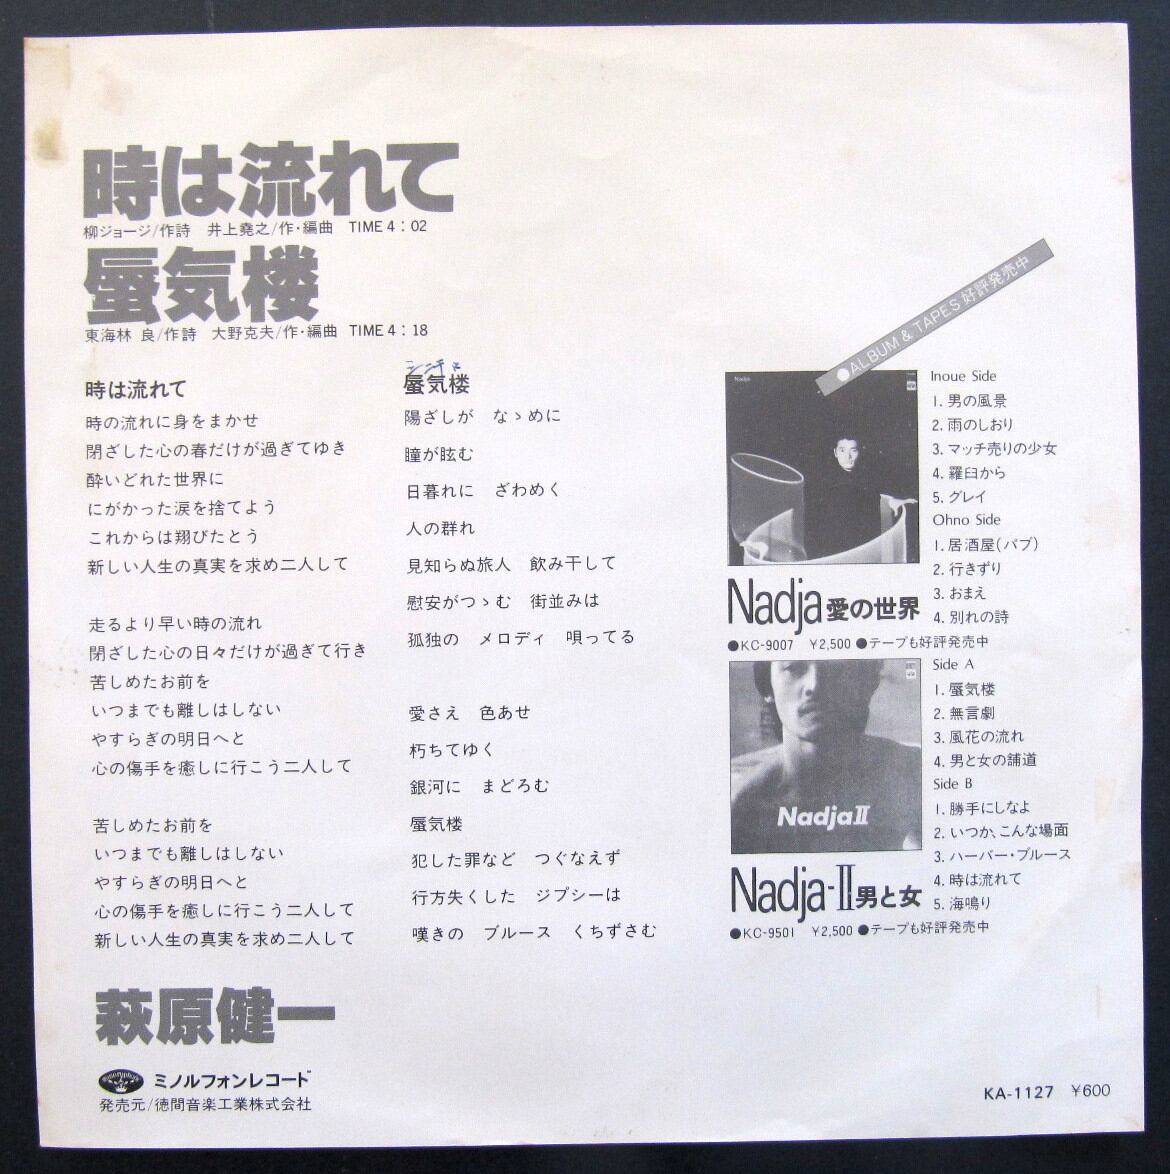 時は流れて
柳ジョージ/作詩 井上堯之/作・編曲 TIME 4:02
蜃気楼
東海林 良/作詩 大野克夫/作・編曲 TIME 4:18
時は流れて
時の流れに身をまかせ
閉ざした心の春だけが過ぎてゆき
酔いどれた世界に
にがかった涙を捨てよう
これからは翔びたとう
新しい人生の真実を求め二人して
走るより早い時の流れ
閉ざした心の日々だけが過ぎて行き
苦しめたお前を
いつまでも離しはしない
やすらぎの明日へと
心の傷手を癒しに行こう二人して
苦しめたお前を
いつまでも離しはしない
やすらぎの明日へと
心の傷手を癒しに行こう二人して
新しい人生の真実を求め二人して
蜃気楼
陽ざしが なゝめに
瞳が眩む
日暮れに ざわめく
人の群れ
見知らぬ旅人 飲み干して
慰安がつゝむ 街並みは
孤独の メロディ 唄ってる
愛さえ 色あせ
朽ちてゆく
銀河に まどろむ
蜃気楼
犯した罪など つぐなえず
行方失くした ジプシーは
嘆きの ブルース くちずさむ
●ALBUM & TAPES 好評発売中
Nadja
Inoue Side
1. 男の風景
2. 雨のしおり
3. マッチ売りの少女
4. 羅臼から
5. グレイ
Ohno Side
1. 居酒屋(パブ)
2. 行きずり
3. おまえ
4. 別れの詩
Nadja 愛の世界
●KC-9007 ¥2,500 ●テープも好評発売中
Nadja II
Side A
1. 蜃気楼
2. 無言劇
3. 風花の流れ
4. 男と女の舗道
Side B
1. 勝手にしなよ
2. いつか、こんな場面
3. ハーバー・ブルース
4. 時は流れて
5. 海鳴り
Nadja-II 男と女
●KC-9501 ¥2,500 ●テープも好評発売中
萩原健一
ミノルフォンレコード
発売元/徳間音楽工業株式会社
KA-1127 ¥600